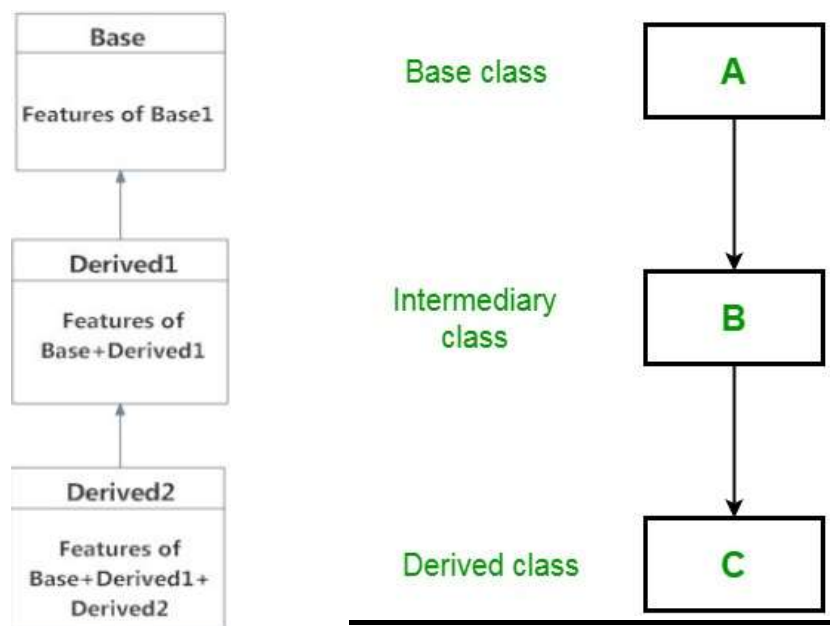 Base
Features of Base1
Derived1
Features of
Base+Derived1
Derived2
Features of
Base+Derived1+
Derived2
Base class
A
Intermediary
class
B
Derived class
C